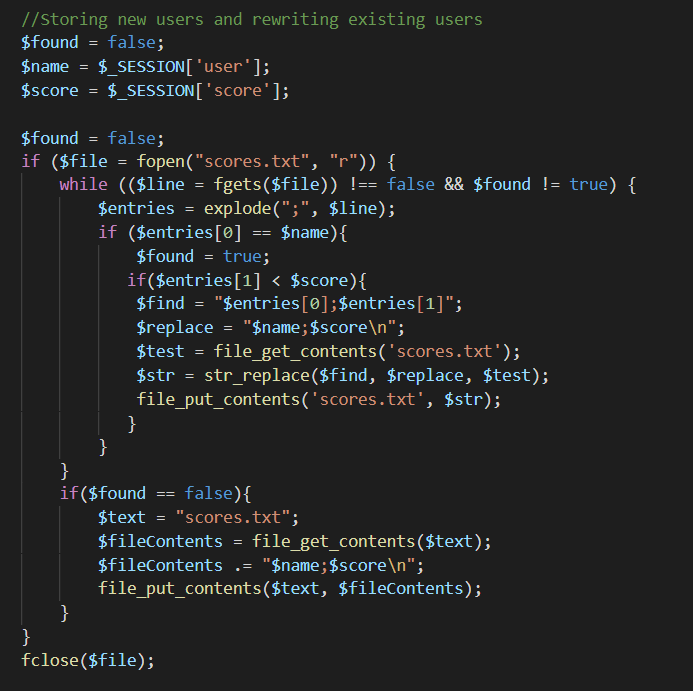 //Storing new users and rewriting existing users
$found = false;
$name = $_SESSION['user'];
$score = $_SESSION['score'];

$found = false;
if ($file = fopen("scores.txt", "r")) {
    while (($line = fgets($file)) !== false && $found != true) {
        $entries = explode(";", $line);
        if ($entries[0] == $name){
            $found = true;
           if($entries[1] < $score){
            $find = "$entries[0];$entries[1]";
            $replace = "$name;$score\n";
            $test = file_get_contents('scores.txt');
            $str = str_replace($find, $replace, $test);
            file_put_contents('scores.txt', $str);
           }
        }
    }
    if($found == false){
        $text = "scores.txt";
        $fileContents = file_get_contents($text);
        $fileContents .= "$name;$score\n";
        file_put_contents($text, $fileContents);
    }
}
fclose($file);